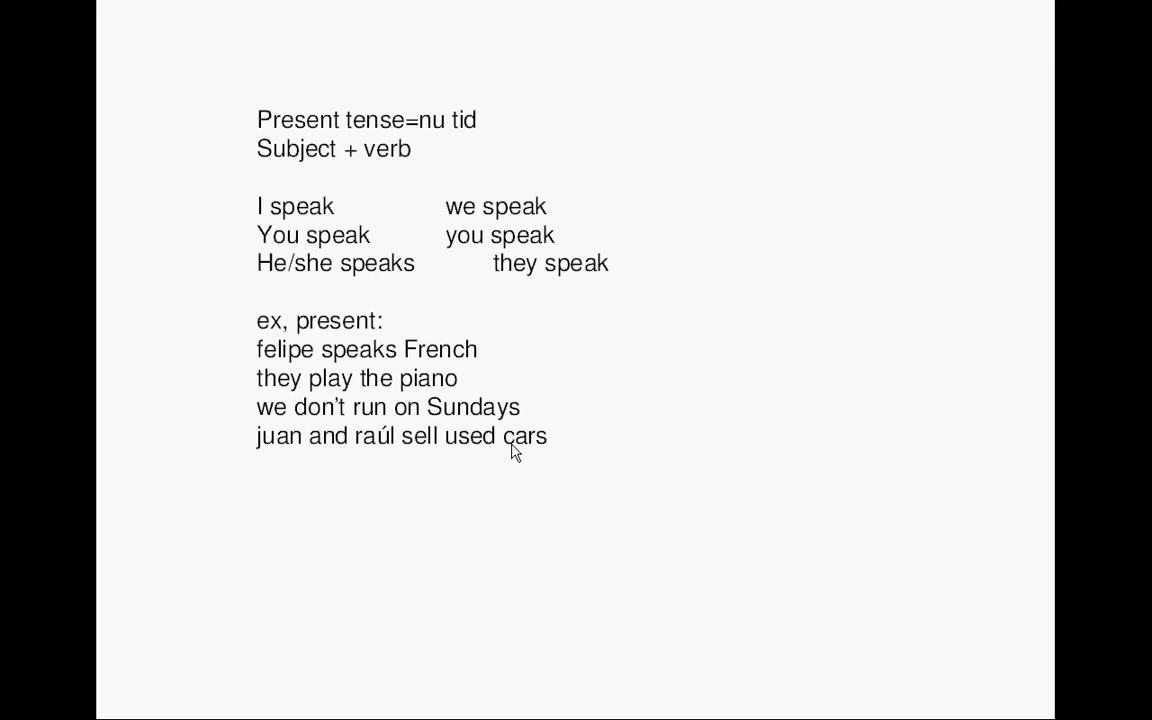 Present tense=nu tid
Subject + verb
I speak we speak
You speak you speak
He/she speaks they speak
ex, present:
felipe speaks French
they play the piano
we don't run on Sundays
juan and raúl sell used cars